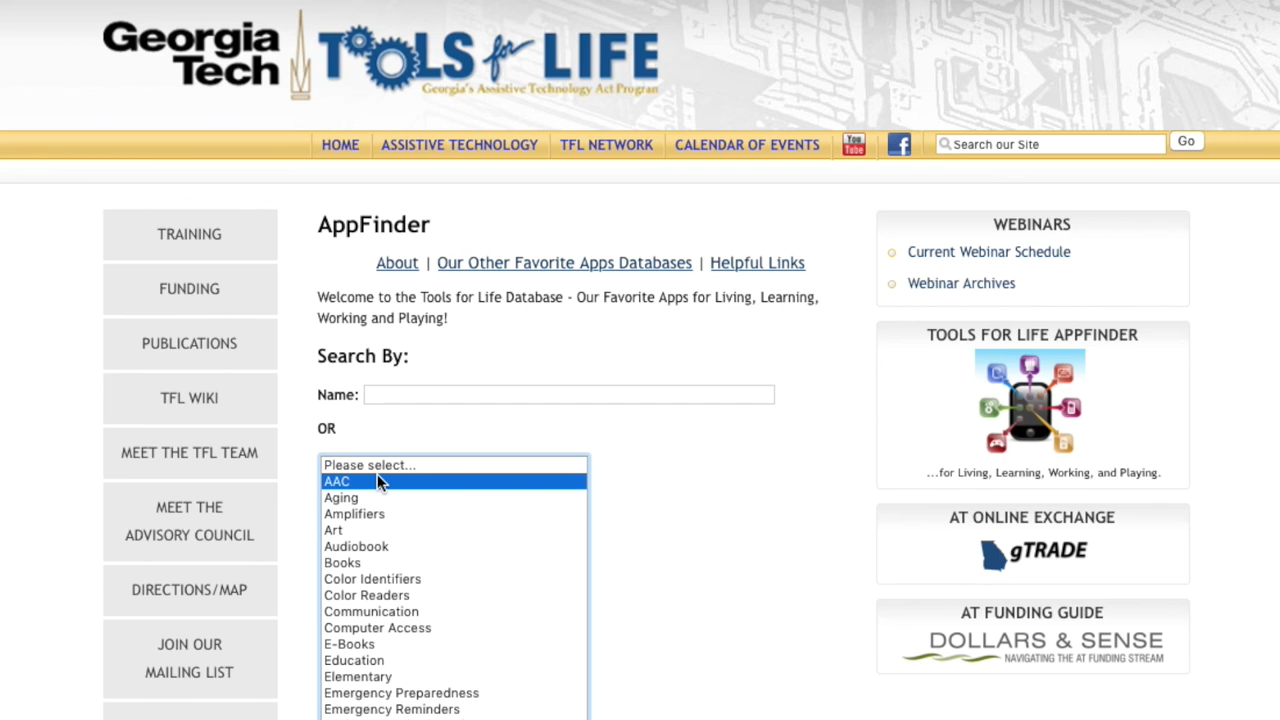 Georgia
Tech
TOOLS for LIFE
Georgia's Assistive Technology Act Program
HOME
ASSISTIVE TECHNOLOGY
TFL NETWORK
CALENDAR OF EVENTS
You
Tube
f
Search our Site
Go
TRAINING
FUNDING
PUBLICATIONS
TFL WIKI
MEET THE TFL TEAM
MEET THE
ADVISORY COUNCIL
DIRECTIONS/MAP
JOIN OUR
MAILING LIST
AppFinder
About | Our Other Favorite Apps Databases | Helpful Links
Welcome to the Tools for Life Database - Our Favorite Apps for Living, Learning,
Working and Playing!
Search By:
Name:
OR
Please select...
AAC
Aging
Amplifiers
Art
Audiobook
Books
Color Identifiers
Color Readers
Communication
Computer Access
E-Books
Education
Elementary
Emergency Preparedness
Emergency Reminders
WEBINARS
Current Webinar Schedule
Webinar Archives
TOOLS FOR LIFE APPFINDER
...for Living, Learning, Working, and Playing.
AT ONLINE EXCHANGE
gTRADE
AT FUNDING GUIDE
DOLLARS & SENSE
NAVIGATING THE AT FUNDING STREAM